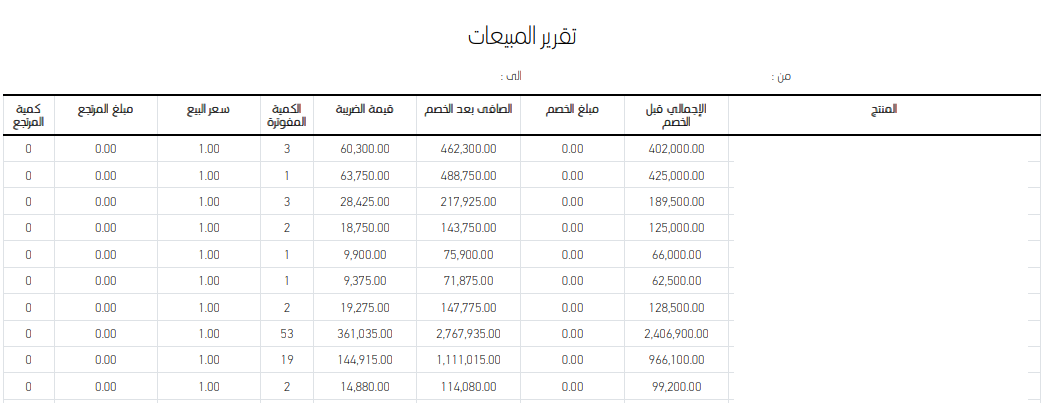 تقرير المبيعات
من : الى :
المنتج الإجمالي قبل الخصم مبلغ الخصم الصافى بعد الخصم قيمة الضريبة الكمية المفوترة سعر البيع مبلغ المرتجع كمية المرتجع
402,000.00 0.00 462,300.00 60,300.00 3 1.00 0.00 0
425,000.00 0.00 488,750.00 63,750.00 1 1.00 0.00 0
189,500.00 0.00 217,925.00 28,425.00 3 1.00 0.00 0
125,000.00 0.00 143,750.00 18,750.00 2 1.00 0.00 0
66,000.00 0.00 75,900.00 9,900.00 1 1.00 0.00 0
62,500.00 0.00 71,875.00 9,375.00 1 1.00 0.00 0
128,500.00 0.00 147,775.00 19,275.00 2 1.00 0.00 0
2,406,900.00 0.00 2,767,935.00 361,035.00 53 1.00 0.00 0
966,100.00 0.00 1,111,015.00 144,915.00 19 1.00 0.00 0
99,200.00 0.00 114,080.00 14,880.00 2 1.00 0.00 0